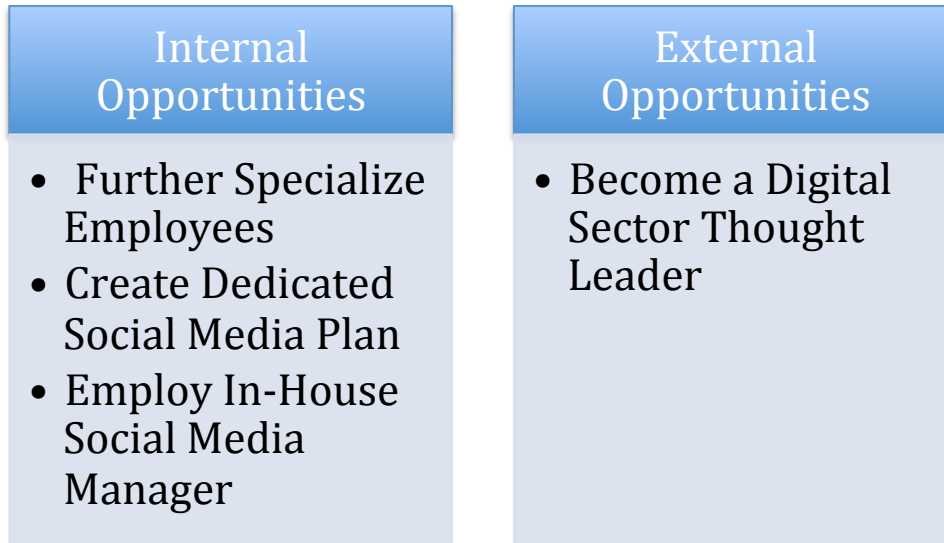 Internal
Opportunities
• Further Specialize
Employees
• Create Dedicated
Social Media Plan
• Employ In-House
Social Media
Manager
External
Opportunities
• Become a Digital
Sector Thought
Leader